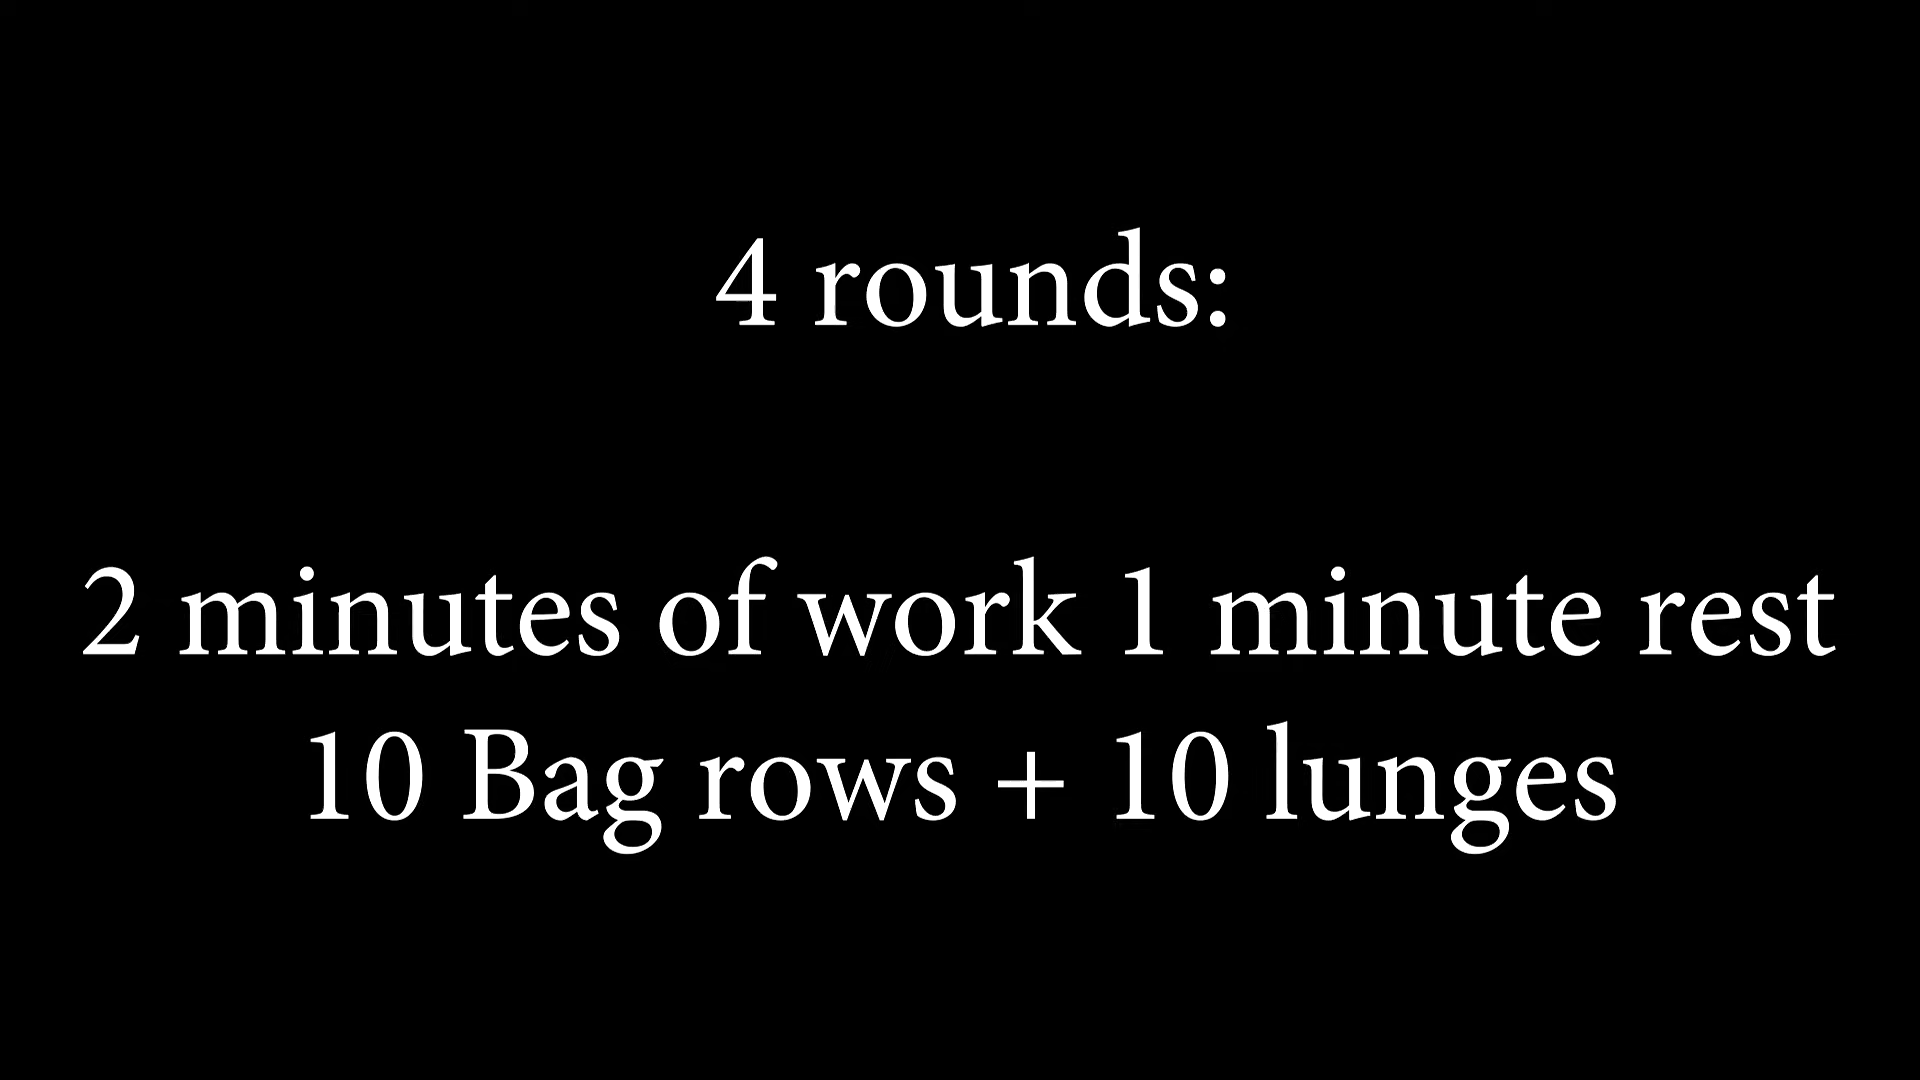 4 rounds:
2 minutes of work 1 minute rest
10 Bag rows + 10 lunges